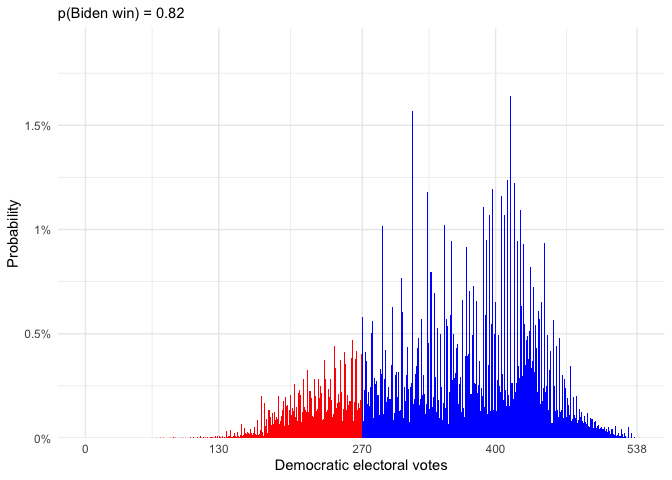 p(Biden win) = 0.82
Probability
1.5%
1%
0.5%
0%
0 130 270 400 538
Democratic electoral votes